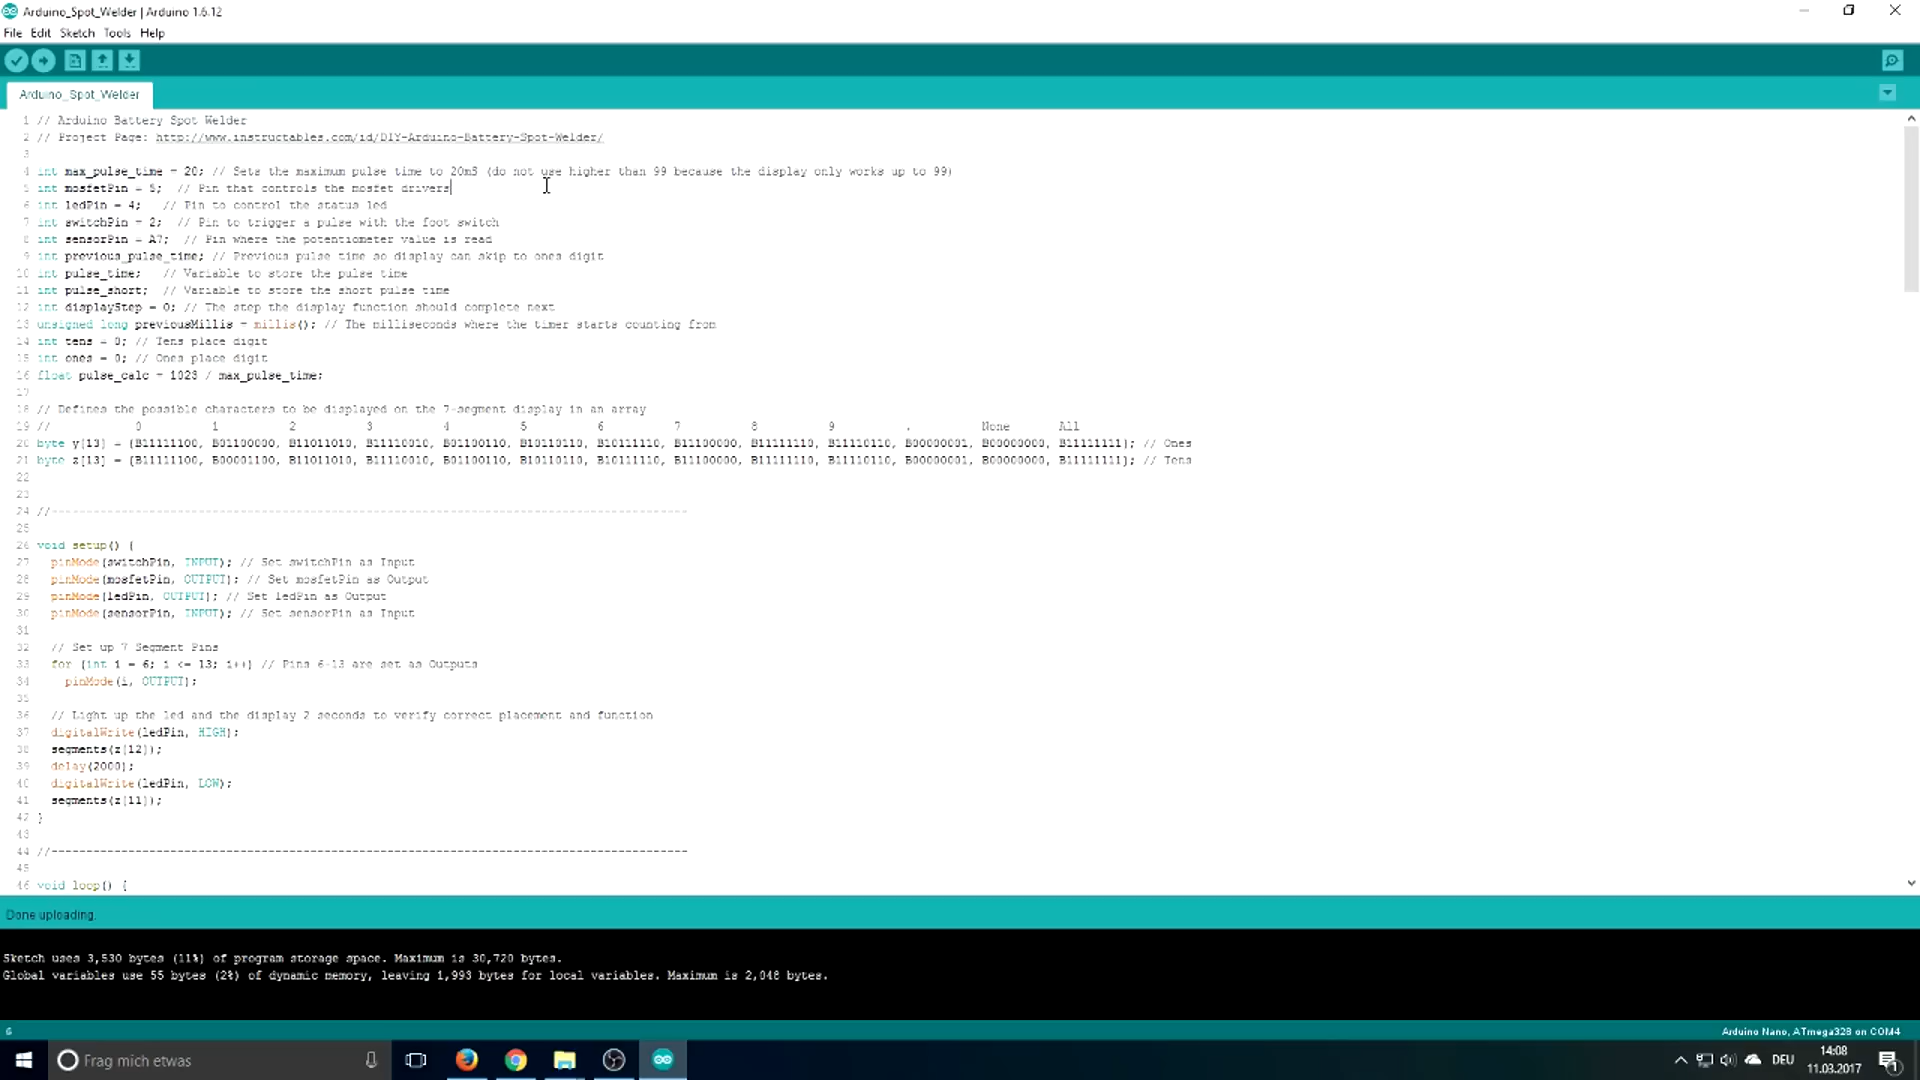 Arduino_Spot_Welder | Arduino 1.6.12
File Edit Sketch Tools Help
Arduino_Spot_Welder
1 // Arduino Battery Spot Welder
2 // Project Page: http://www.instructables.com/id/DIY-Arduino-Battery-Spot-Welder/
3
4 int max_pulse_time = 20; // Sets the maximum pulse time to 20mS (do not use higher than 99 because the display only works up to 99)
5 int mosfetPin = 5; // Pin that controls the mosfet drivers
6 int ledPin = 4; // Pin to control the status led
7 int switchPin = 2; // Pin to trigger a pulse with the foot switch
8 int sensorPin = A7; // Pin where the potentiometer value is read
9 int previous_pulse_time; // Previous pulse time so display can skip to ones digit
10 int pulse_time; // Variable to store the pulse time
11 int pulse_short; // Variable to store the short pulse time
12 int displayStep = 0; // The step the display function should complete next
13 unsigned long previousMillis = millis(); // The milliseconds where the timer starts counting from
14 int tens = 0; // Tens place digit
15 int ones = 0; // Ones place digit
16 float pulse_calc = 1023 / max_pulse_time;
17
18 // Defines the possible characters to be displayed on the 7-segment display in an array
19 // 0 1 2 3 4 5 6 7 8 9 . None All
20 byte y[13] = {B11111100, B01100000, B11011010, B11110010, B01100110, B10110110, B10111110, B11100000, B11111110, B11110110, B00000001, B00000000, B11111111}; // Ones
21 byte z[13] = {B11111100, B00001100, B11011010, B11110010, B01100110, B10110110, B10111110, B11100000, B11111110, B11110110, B00000001, B00000000, B11111111}; // Tens
22
23
24 //-------------------------------------------------------------------------------------------
25
26 void setup() {
27 pinMode(switchPin, INPUT); // Set switchPin as Input
28 pinMode(mosfetPin, OUTPUT); // Set mosfetPin as Output
29 pinMode(ledPin, OUTPUT); // Set ledPin as Output
30 pinMode(sensorPin, INPUT); // Set sensorPin as Input
31
32 // Set up 7 Segment Pins
33 for (int i = 6; i <= 13; i++) // Pins 6-13 are set as Outputs
34 pinMode(i, OUTPUT);
35
36 // Light up the led and the display 2 seconds to verify correct placement and function
37 digitalWrite(ledPin, HIGH);
38 segments(z[12]);
39 delay(2000);
40 digitalWrite(ledPin, LOW);
41 segments(z[11]);
42 }
43
44 //-------------------------------------------------------------------------------------------
45
46 void loop() {
Done uploading.
Sketch uses 3,530 bytes (11%) of program storage space. Maximum is 30,720 bytes.
Global variables use 55 bytes (2%) of dynamic memory, leaving 1,993 bytes for local variables. Maximum is 2,048 bytes.
6 Arduino Nano, ATmega328 on COM4
Frag mich etwas
DEU
14:08
11.03.2017
1